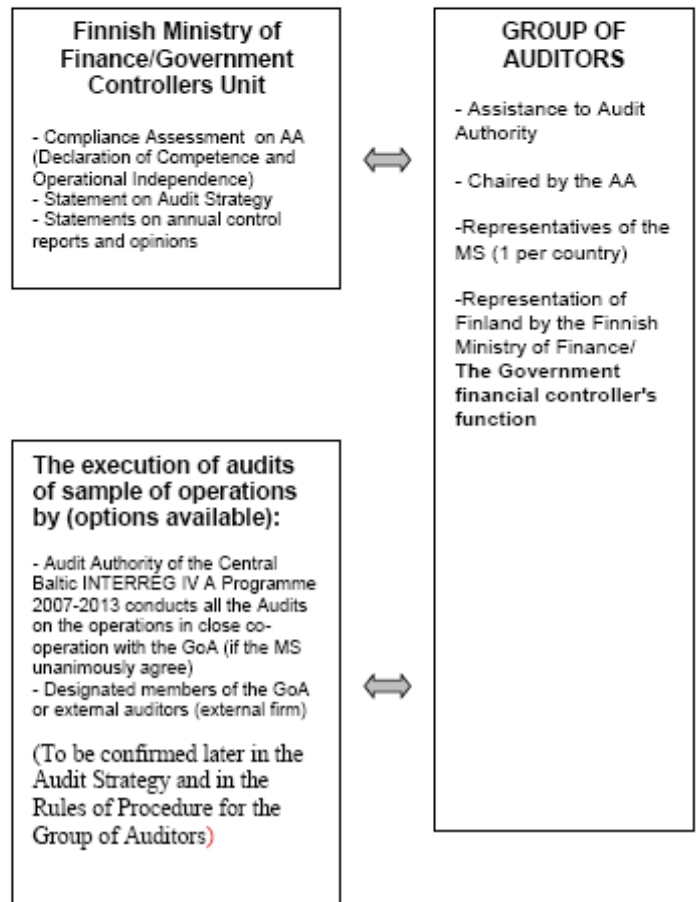 Finnish Ministry of
Finance/Government
Controllers Unit
- Compliance Assessment on AA
(Declaration of Competence and
Operational Independence)
- Statement on Audit Strategy
- Statements on annual control
reports and opinions
GROUP OF
AUDITORS
- Assistance to Audit
Authority
- Chaired by the AA
-Representatives of the
MS (1 per country)
-Representation of
Finland by the Finnish
Ministry of Finance/
The Government
financial controller's
function
The execution of audits
of sample of operations
by (options available):
- Audit Authority of the Central
Baltic INTERREG IV A Programme
2007-2013 conducts all the Audits
on the operations in close co-
operation with the GoA (if the MS
unanimously agree)
- Designated members of the GoA
or external auditors (external firm)
(To be confirmed later in the
Audit Strategy and in the
Rules of Procedure for the
Group of Auditors)